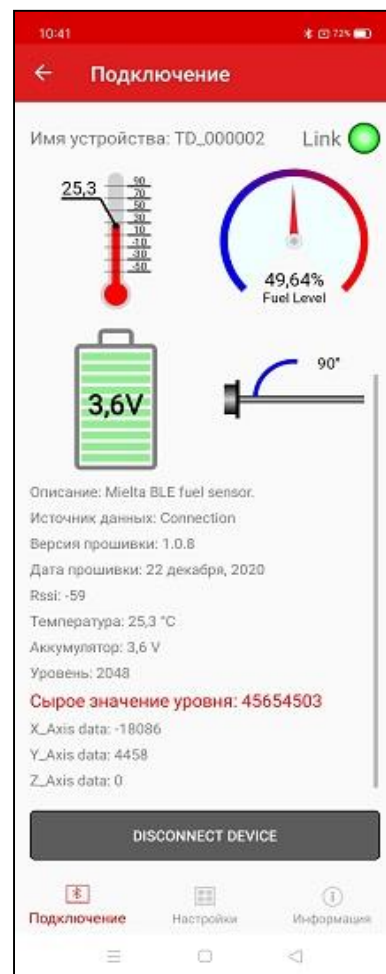 10:41
72%
Подключение
Имя устройства: TD_000002
Link
25,3
90
70
50
30
10
-10
-30
-50
49,64%
Fuel Level
3,6V
90°
Описание: Mielta BLE fuel sensor.
Источник данных: Connection
Версия прошивки: 1.0.8
Дата прошивки: 22 декабря, 2020
Rssi: -59
Температура: 25,3 °C
Аккумулятор: 3,6 V
Уровень: 2048
Сырое значение уровня: 45654503
X_Axis data: -18086
Y_Axis data: 4458
Z_Axis data: 0
DISCONNECT DEVICE
Подключение
Настройки
Информация